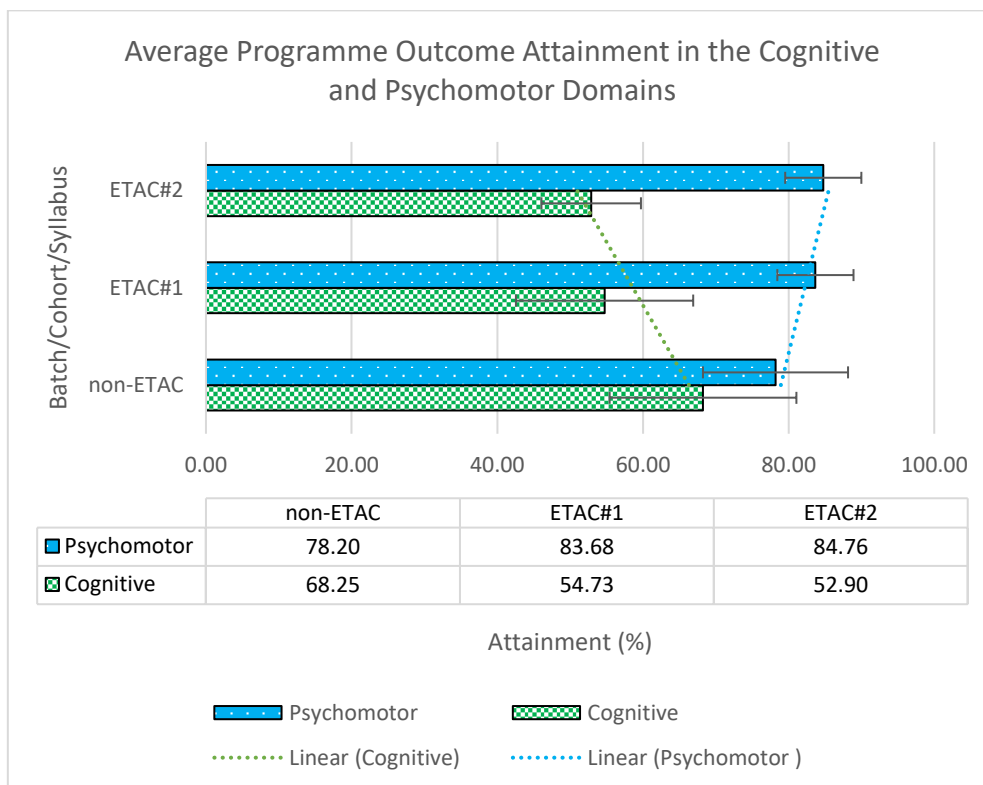 Average Programme Outcome Attainment in the Cognitive
and Psychomotor Domains
Batch/Cohort/Syllabus
ETAC#2
ETAC#1
non-ETAC
0.00 20.00 40.00 60.00 80.00 100.00
non-ETAC ETAC#1 ETAC#2
Psychomotor 78.20 83.68 84.76
Cognitive 68.25 54.73 52.90
Attainment (%)
Psychomotor Cognitive
Linear (Cognitive) Linear (Psychomotor )